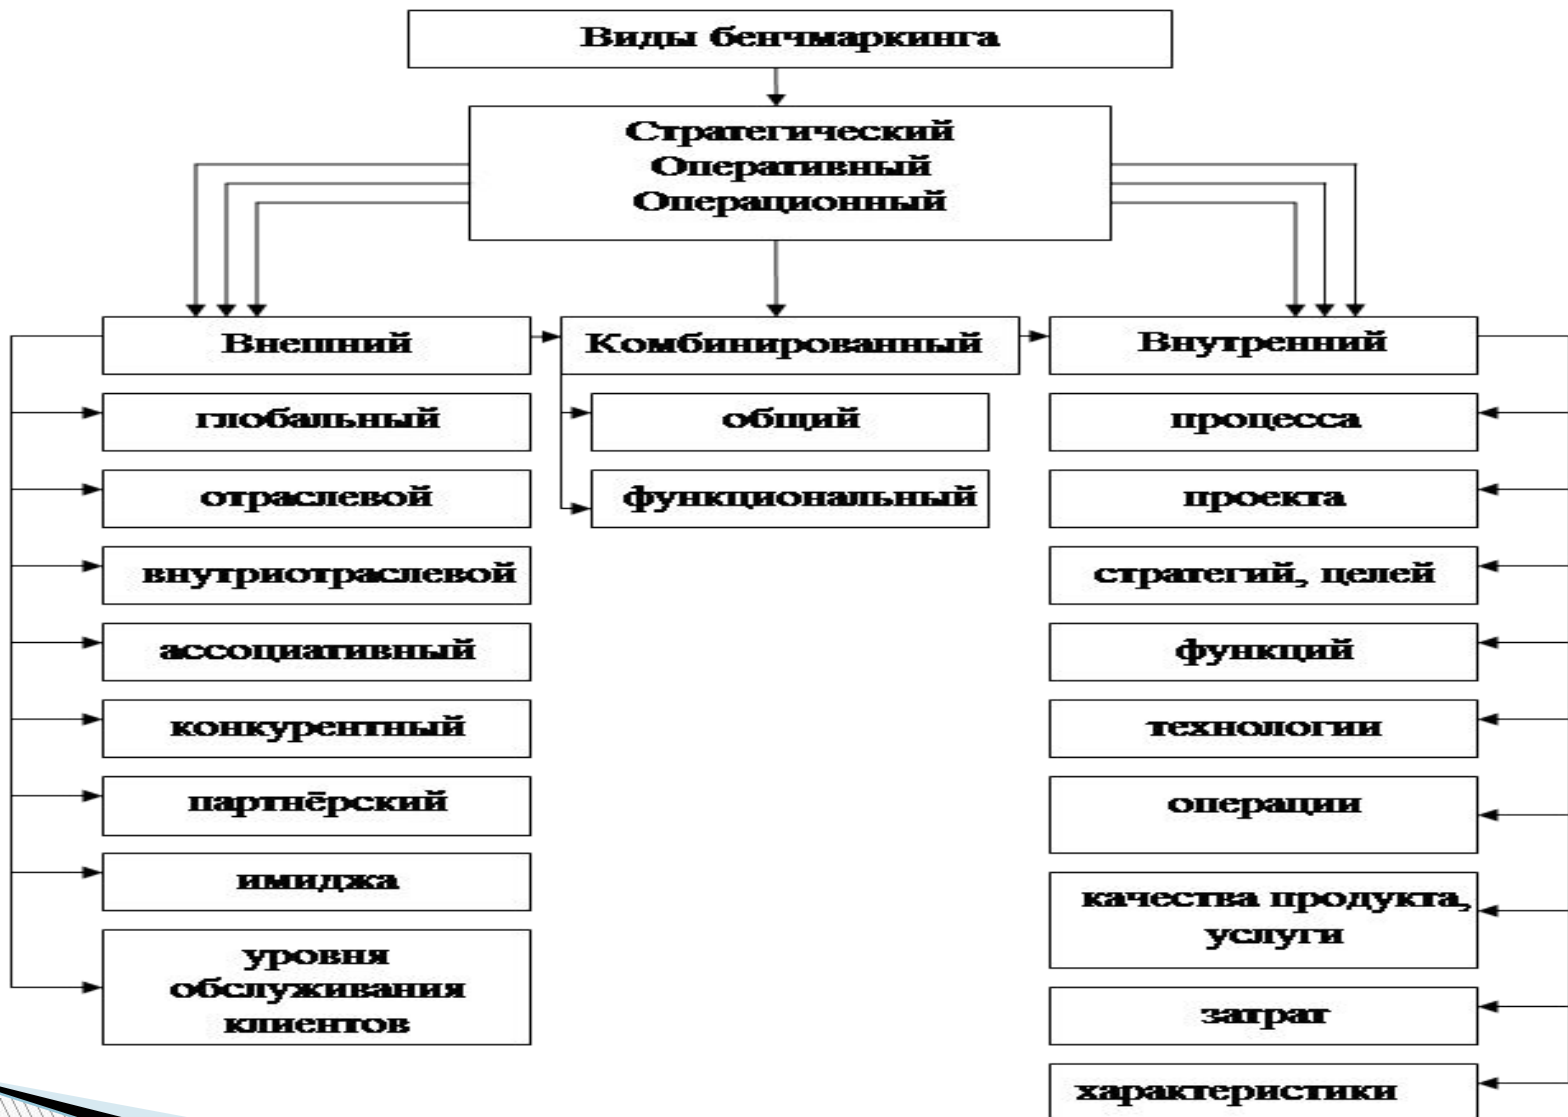 Виды бенчмаркинга
Стратегический
Оперативный
Операционный
Внешний
Комбинированный
Внутренний
глобальный
общий
процесса
отраслевой
функциональный
проекта
внутриотраслевой
стратегий, целей
ассоциативный
функций
конкурентный
технологии
партнёрский
операции
имиджа
качества продукта,
услуги
уровня
обслуживания
клиентов
затрат
характеристики